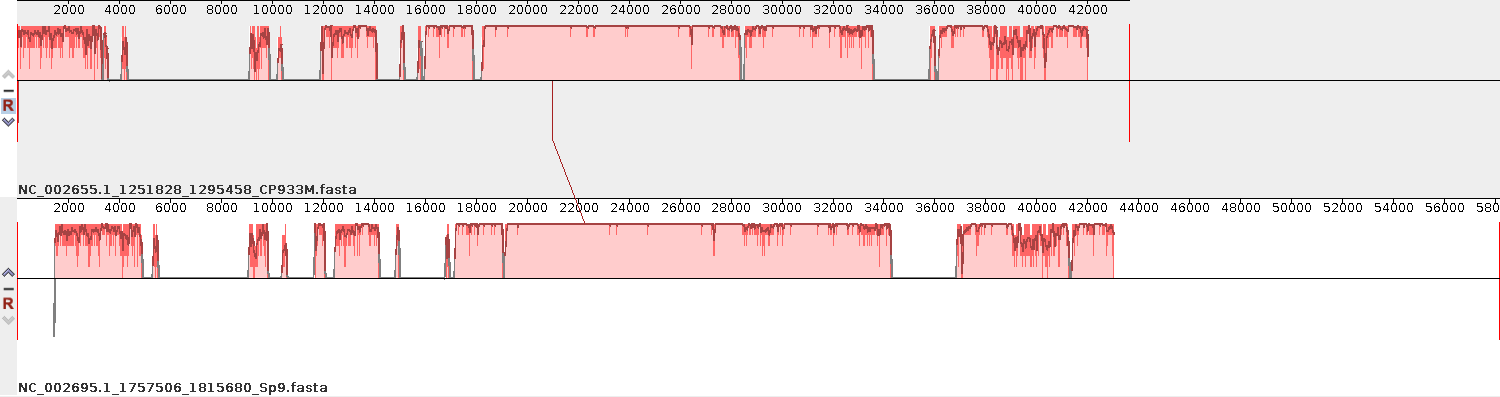 2000 4000 6000 8000 10000 12000 14000 16000 18000 20000 22000 24000 26000 28000 30000 32000 34000 36000 38000 40000 42000
R
NC_002655.1_1251828_1295458_CP933M.fasta
2000 4000 6000 8000 10000 12000 14000 16000 18000 20000 22000 24000 26000 28000 30000 32000 34000 36000 38000 40000 42000 44000 46000 48000 50000 52000 54000 56000 580
R
NC_002695.1_1757506_1815680_Sp9.fasta